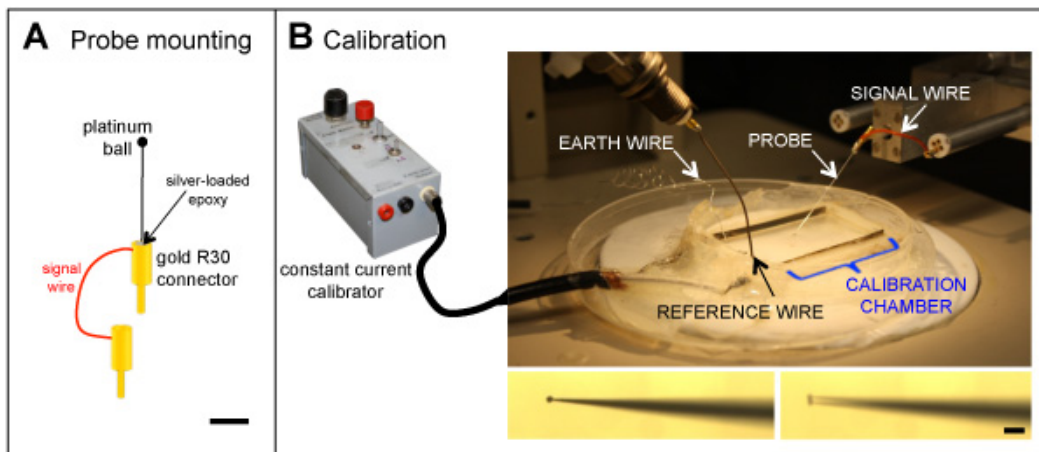 A Probe mounting
platinum
ball
silver-loaded
epoxy
gold R30
connector
signal
wire
B Calibration
constant current
calibrator
EARTH WIRE
PROBE
SIGNAL WIRE
REFERENCE WIRE
CALIBRATION
CHAMBER